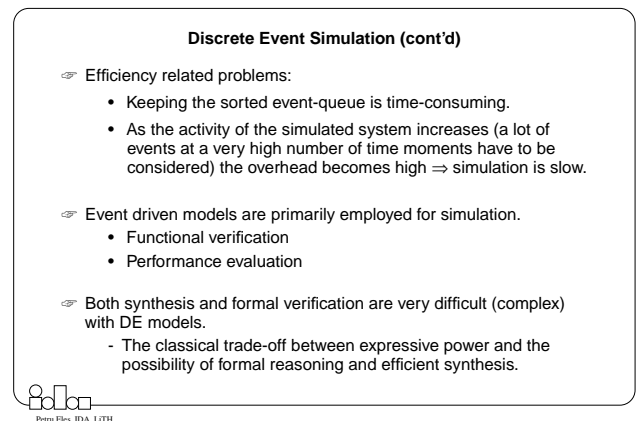 Discrete Event Simulation (cont'd)
☞ Efficiency related problems:
• Keeping the sorted event-queue is time-consuming.
• As the activity of the simulated system increases (a lot of
events at a very high number of time moments have to be
considered) the overhead becomes high ⇒ simulation is slow.
☞ Event driven models are primarily employed for simulation.
• Functional verification
• Performance evaluation
☞ Both synthesis and formal verification are very difficult (complex)
with DE models.
- The classical trade-off between expressive power and the
possibility of formal reasoning and efficient synthesis.
Petru Eles, IDA, LiTH